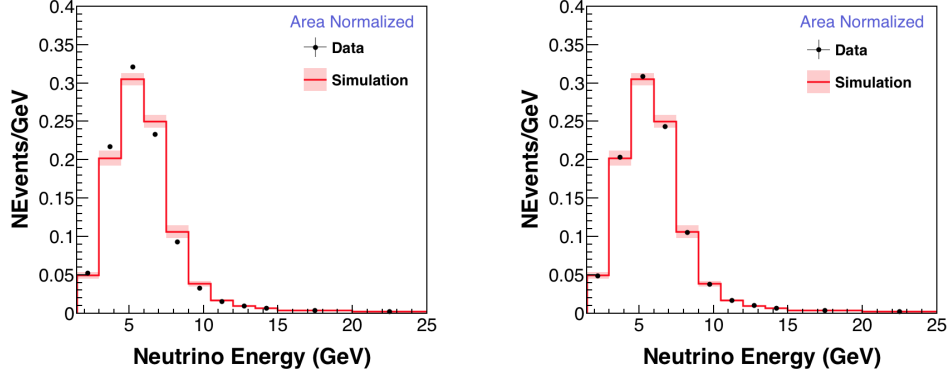 Area Normalized
Data
Simulation
0.4
0.35
0.3
0.25
0.2
0.15
0.1
0.05
0
5
10
15
20
25
NEvents/GeV
Neutrino Energy (GeV)
Area Normalized
Data
Simulation
0.4
0.35
0.3
0.25
0.2
0.15
0.1
0.05
0
5
10
15
20
25
NEvents/GeV
Neutrino Energy (GeV)